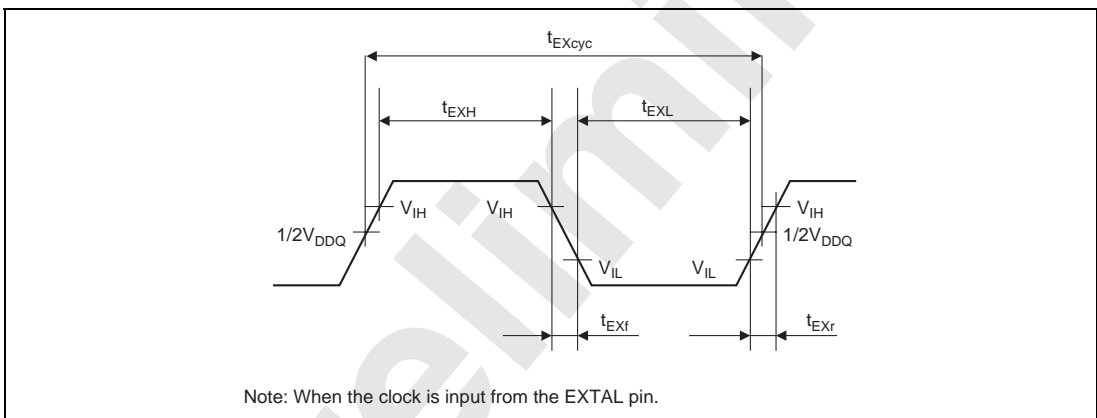 tEXcyc
tEXH
tEXL
VIH
VIH
VIH
1/2VDDQ
1/2VDDQ
VIL
VIL
tEXf
tEXr
Note: When the clock is input from the EXTAL pin.
elimi